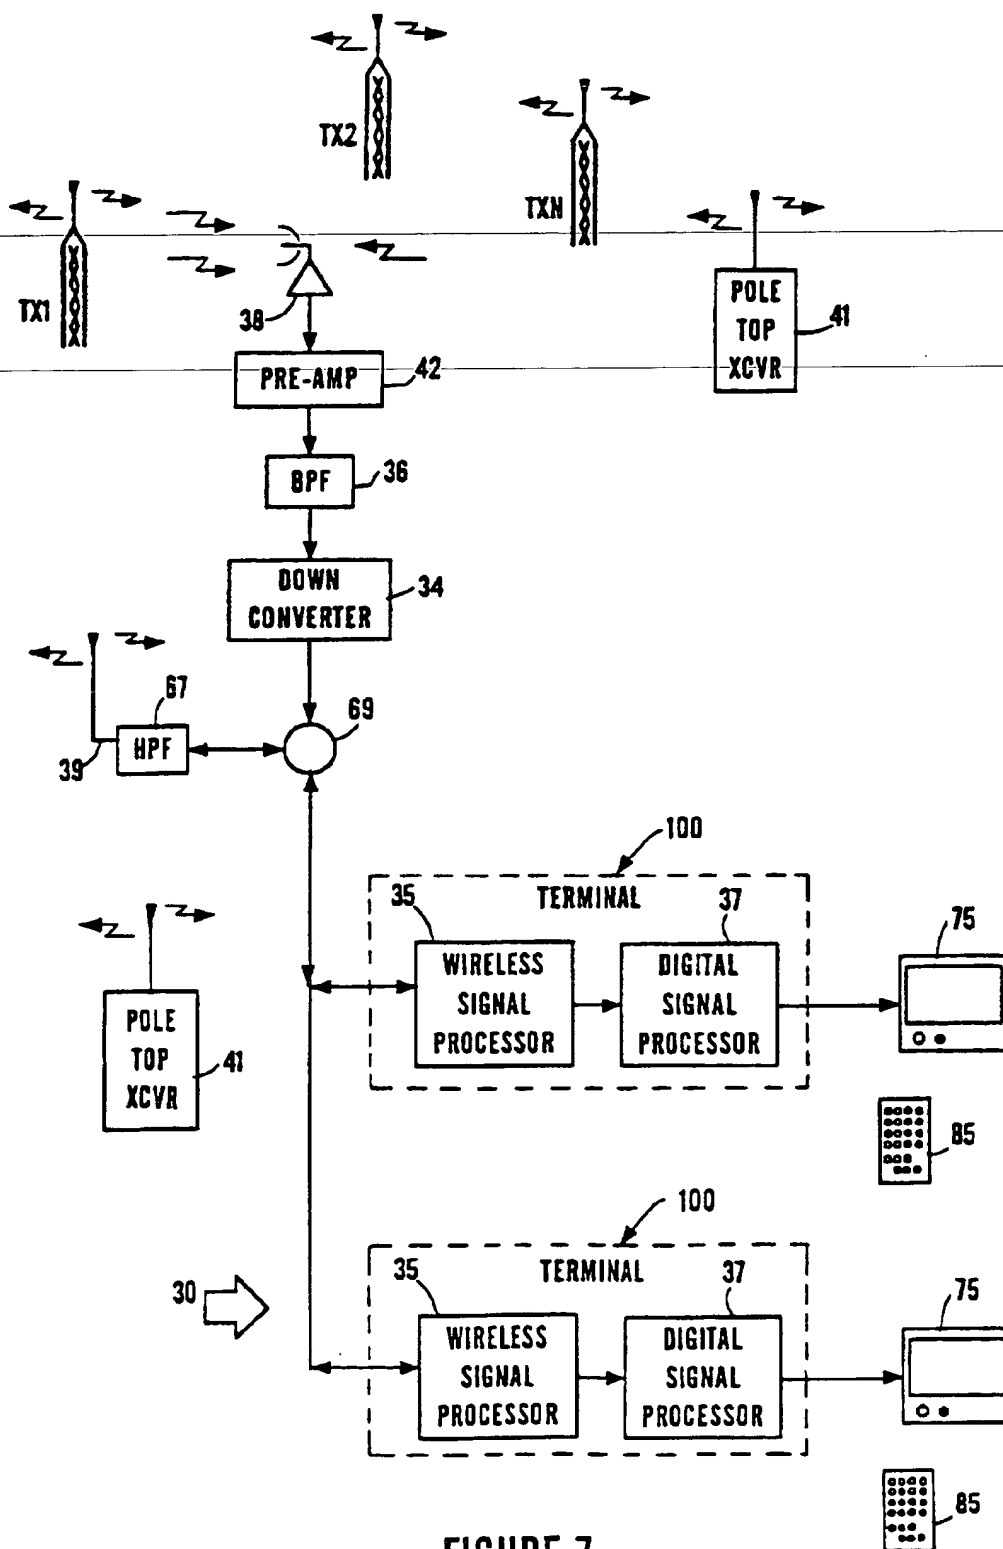 TX2
TXN
TX1
38
POLE
TOP
XCVR
41
PRE-AMP
42
BPF
36
DOWN
CONVERTER
34
67
69
HPF
39
100
TERMINAL
35
37
WIRELESS
SIGNAL
PROCESSOR
DIGITAL
SIGNAL
PROCESSOR
75
POLE
TOP
XCVR
41
85
100
30
TERMINAL
35
37
WIRELESS
SIGNAL
PROCESSOR
DIGITAL
SIGNAL
PROCESSOR
75
85
FIGURE 7